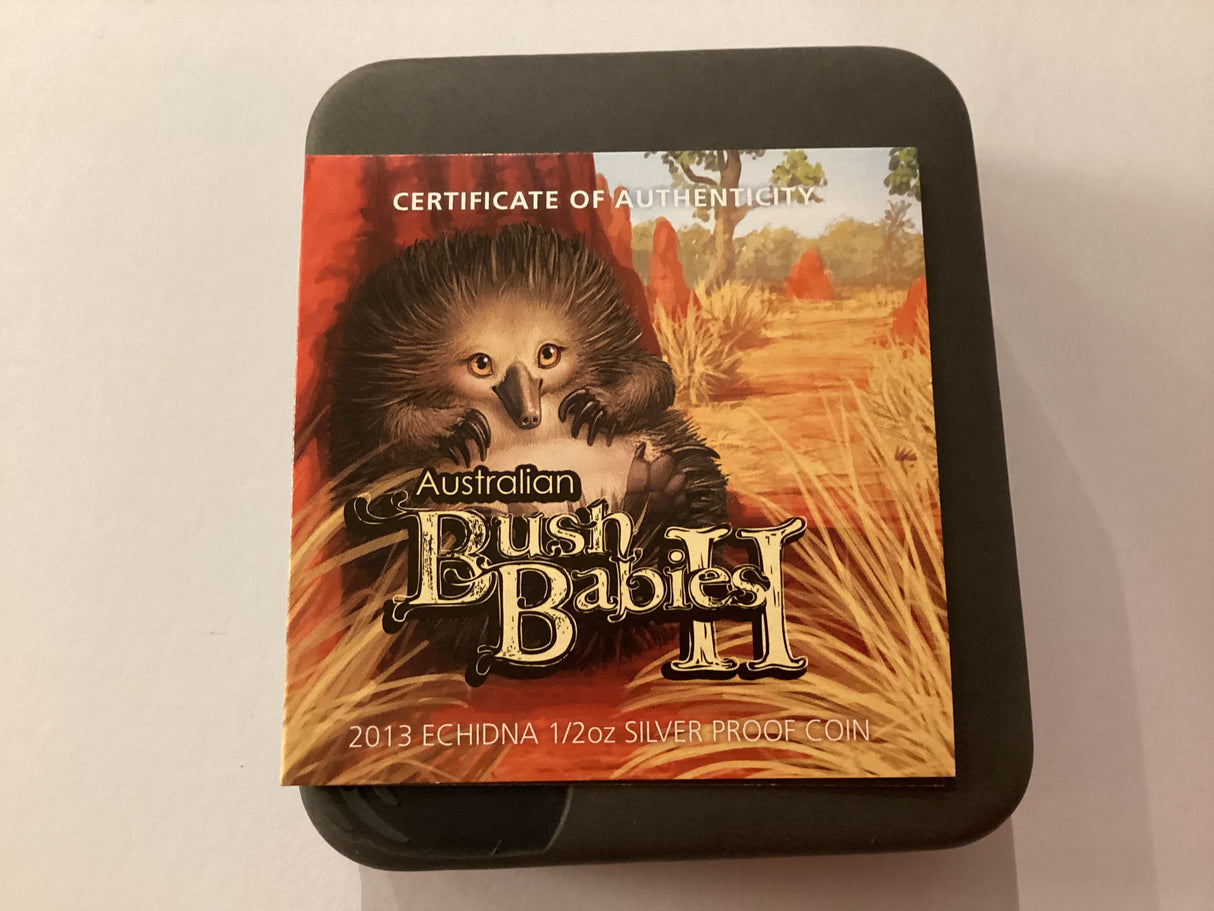 CERTIFICATE OF AUTHENTICITY
Australian
Bush
Babies II
2013 ECHIDNA 1/2oz SILVER PROOF COIN